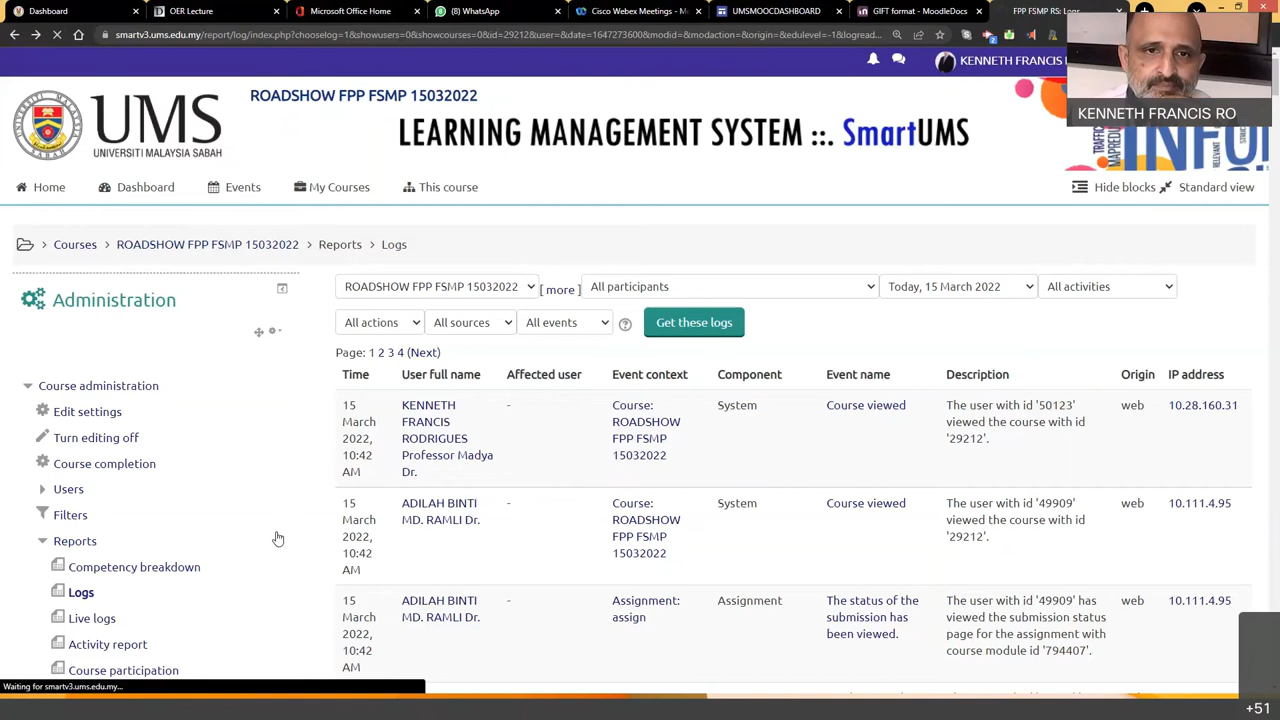 Dashboard
OER Lecture
Microsoft Office Home
(8) WhatsApp
Cisco Webex Meetings - M
UMSMOOCDASHBOARD
GIFT format - MoodleDocs
FPP FSMP RS: Logs
smartv3.ums.edu.my/report/log/index.php?chooselog=1&showusers=0&showcourses=0&id=29212&user=&date=1647273600&modid=&modaction=&origin=&edulevel=-1&logread...
KENNETH FRANCIS
KENNETH FRANCIS RO
UMS
UNIVERSITI MALAYSIA SABAH
ROADSHOW FPP FSMP 15032022
LEARNING MANAGEMENT SYSTEM ::. SmartUMS
Home
Dashboard
Events
My Courses
This course
Hide blocks
Standard view
Courses > ROADSHOW FPP FSMP 15032022 > Reports > Logs
Administration
Course administration
Edit settings
Turn editing off
Course completion
Users
Filters
Reports
Competency breakdown
Logs
Live logs
Activity report
Course participation
ROADSHOW FPP FSMP 15032022
[ more ]
All participants
Today, 15 March 2022
All activities
All actions
All sources
All events
Get these logs
Page: 1 2 3 4 (Next)
Time
User full name
Affected user
Event context
Component
Event name
Description
Origin
IP address
15
March
2022,
10:42
AM
KENNETH
FRANCIS
RODRIGUES
Professor Madya
Dr.
-
Course:
ROADSHOW
FPP FSMP
15032022
System
Course viewed
The user with id '50123'
viewed the course with id
'29212'.
web
10.28.160.31
15
March
2022,
10:42
AM
ADILAH BINTI
MD. RAMLI Dr.
-
Course:
ROADSHOW
FPP FSMP
15032022
System
Course viewed
The user with id '49909'
viewed the course with id
'29212'.
web
10.111.4.95
15
March
2022,
10:42
AM
ADILAH BINTI
MD. RAMLI Dr.
-
Assignment:
assign
Assignment
The status of the
submission has
been viewed.
The user with id '49909' has
viewed the submission status
page for the assignment with
course module id '794407'.
web
10.111.4.95
Waiting for smartv3.ums.edu.my...
+51